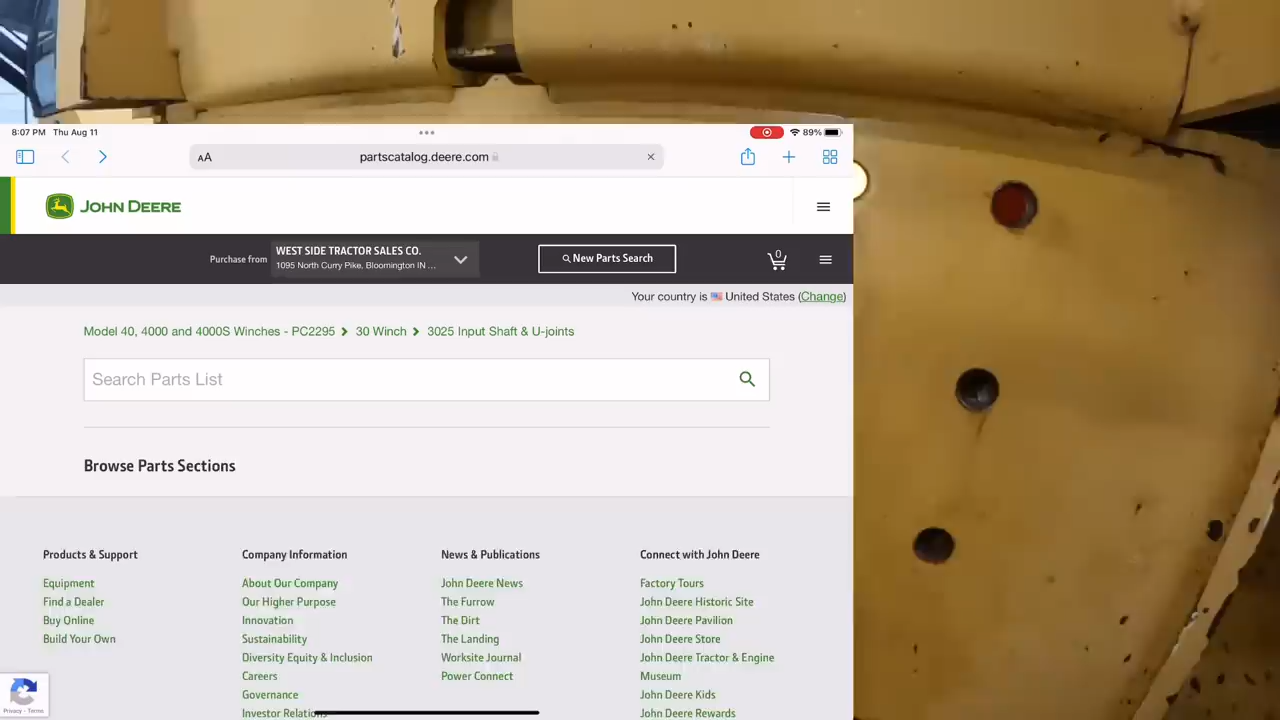 8:07 PM Thu Aug 11
89%
AA
partscatalog.deere.com
JOHN DEERE
Purchase from
WEST SIDE TRACTOR SALES CO.
1095 North Curry Pike, Bloomington IN ...
New Parts Search
0
Your country is United States (Change)
Model 40, 4000 and 4000S Winches - PC2295 > 30 Winch > 3025 Input Shaft & U-joints
Search Parts List
Browse Parts Sections
Products & Support
Equipment
Find a Dealer
Buy Online
Build Your Own
Company Information
About Our Company
Our Higher Purpose
Innovation
Sustainability
Diversity Equity & Inclusion
Careers
Governance
Investor Relations
News & Publications
John Deere News
The Furrow
The Dirt
The Landing
Worksite Journal
Power Connect
Connect with John Deere
Factory Tours
John Deere Historic Site
John Deere Pavilion
John Deere Store
John Deere Tractor & Engine
Museum
John Deere Kids
John Deere Rewards
Privacy - Terms